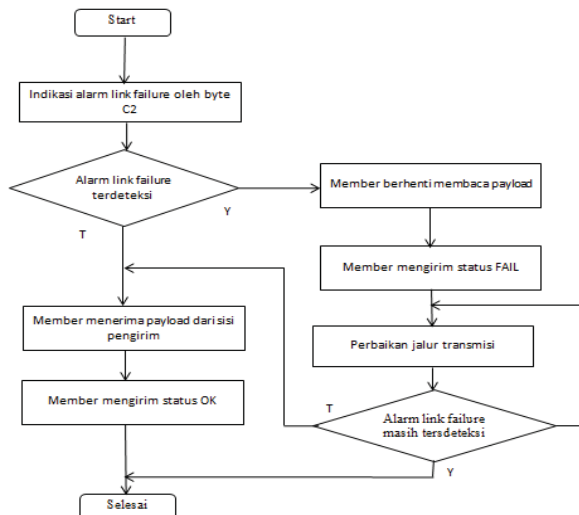 Start
Indikasi alarm link failure oleh byte
C2
Alarm link failure
terdeteksi
Y
T
Member berhenti membaca payload
Member mengirim status FAIL
Member menerima payload dari sisi
pengirim
Perbaikan jalur transmisi
Member mengirim status OK
T
Alarm link failure
masih tersdeteksi
Y
Selesai